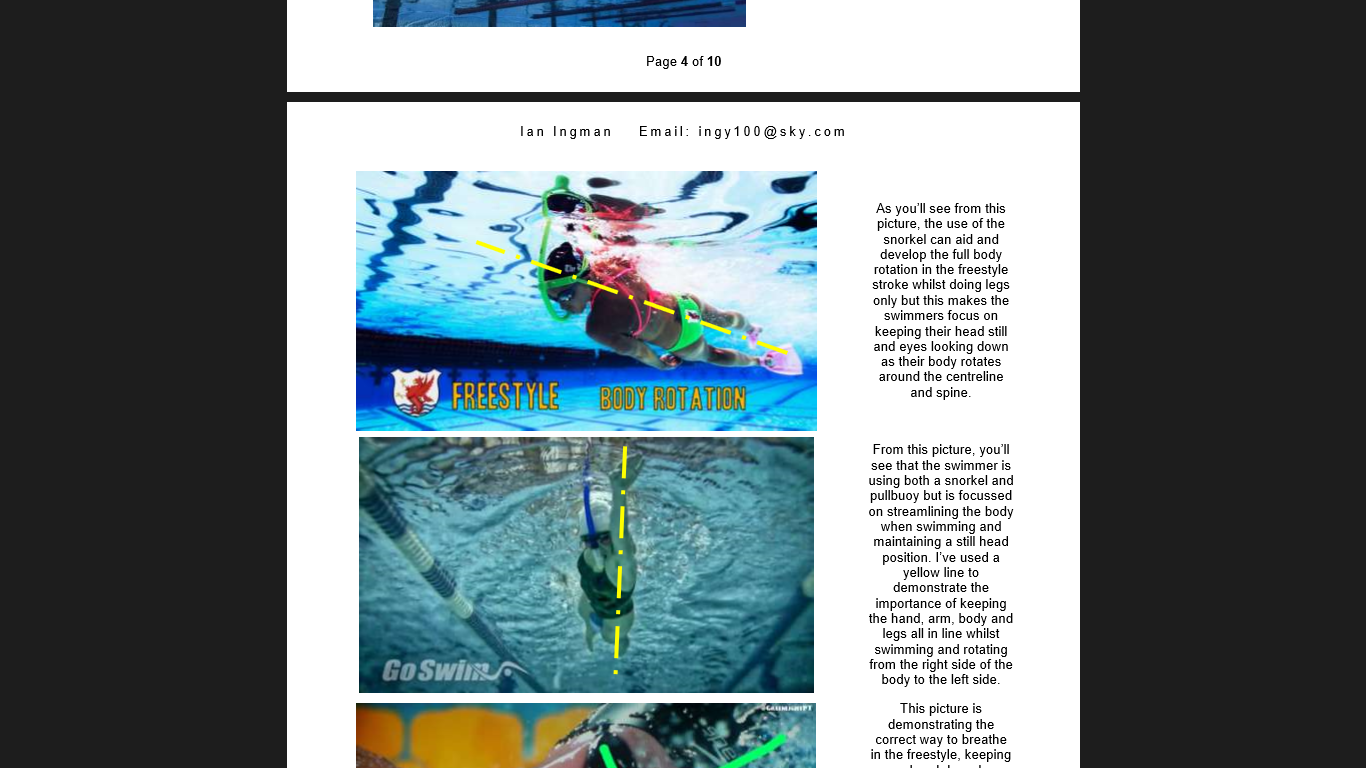 Page 4 of 10
Ian Ingman Email: ingy100@sky.com
FREESTYLE BODY ROTATION
As you’ll see from this
picture, the use of the
snorkel can aid and
develop the full body
rotation in the freestyle
stroke whilst doing legs
only but this makes the
swimmers focus on
keeping their head still
and eyes looking down
as their body rotates
around the centreline
and spine.
Go Swim
From this picture, you’ll
see that the swimmer is
using both a snorkel and
pullbuoy but is focussed
on streamlining the body
when swimming and
maintaining a still head
position. I’ve used a
yellow line to
demonstrate the
importance of keeping
the hand, arm, body and
legs all in line whilst
swimming and rotating
from the right side of the
body to the left side.
This picture is
demonstrating the
correct way to breathe
in the freestyle, keeping